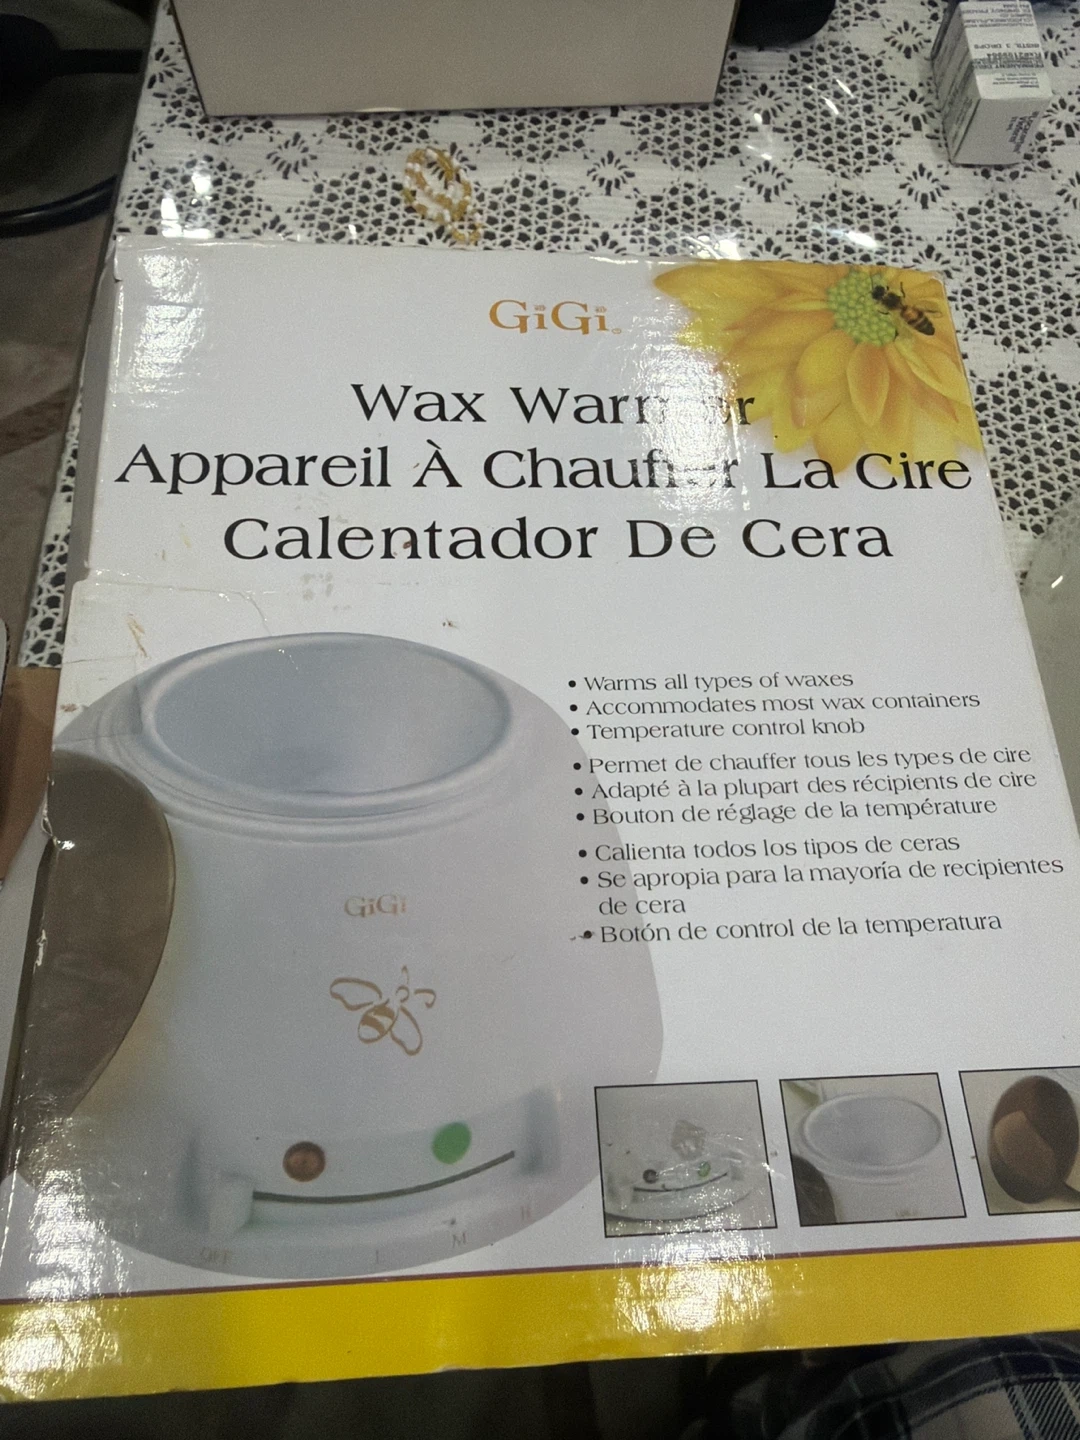 GiGi
Wax Warmer
Appareil À Chauffer La Cire
Calentador De Cera
• Warms all types of waxes
• Accommodates most wax containers
• Temperature control knob
• Permet de chauffer tous les types de cire
• Adapté à la plupart des récipients de cire
• Bouton de réglage de la température
• Calienta todos los tipos de ceras
• Se apropia para la mayoría de recipientes
de cera
• Botón de control de la temperatura
GiGi
OFF L M H